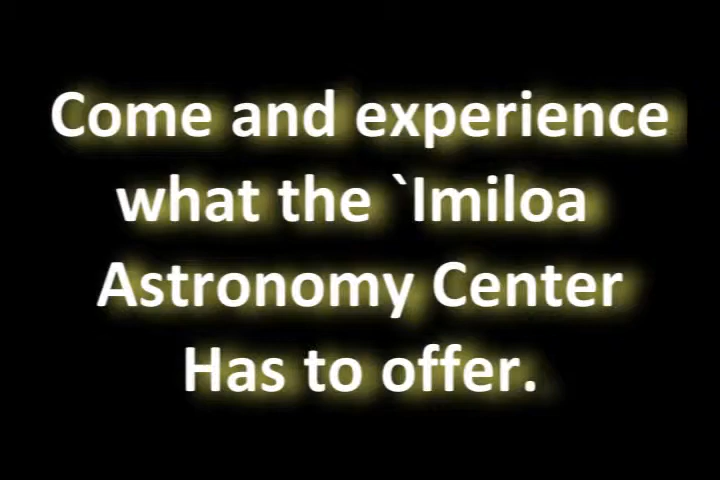 Come and experience
what the `Imiloa
Astronomy Center
Has to offer.